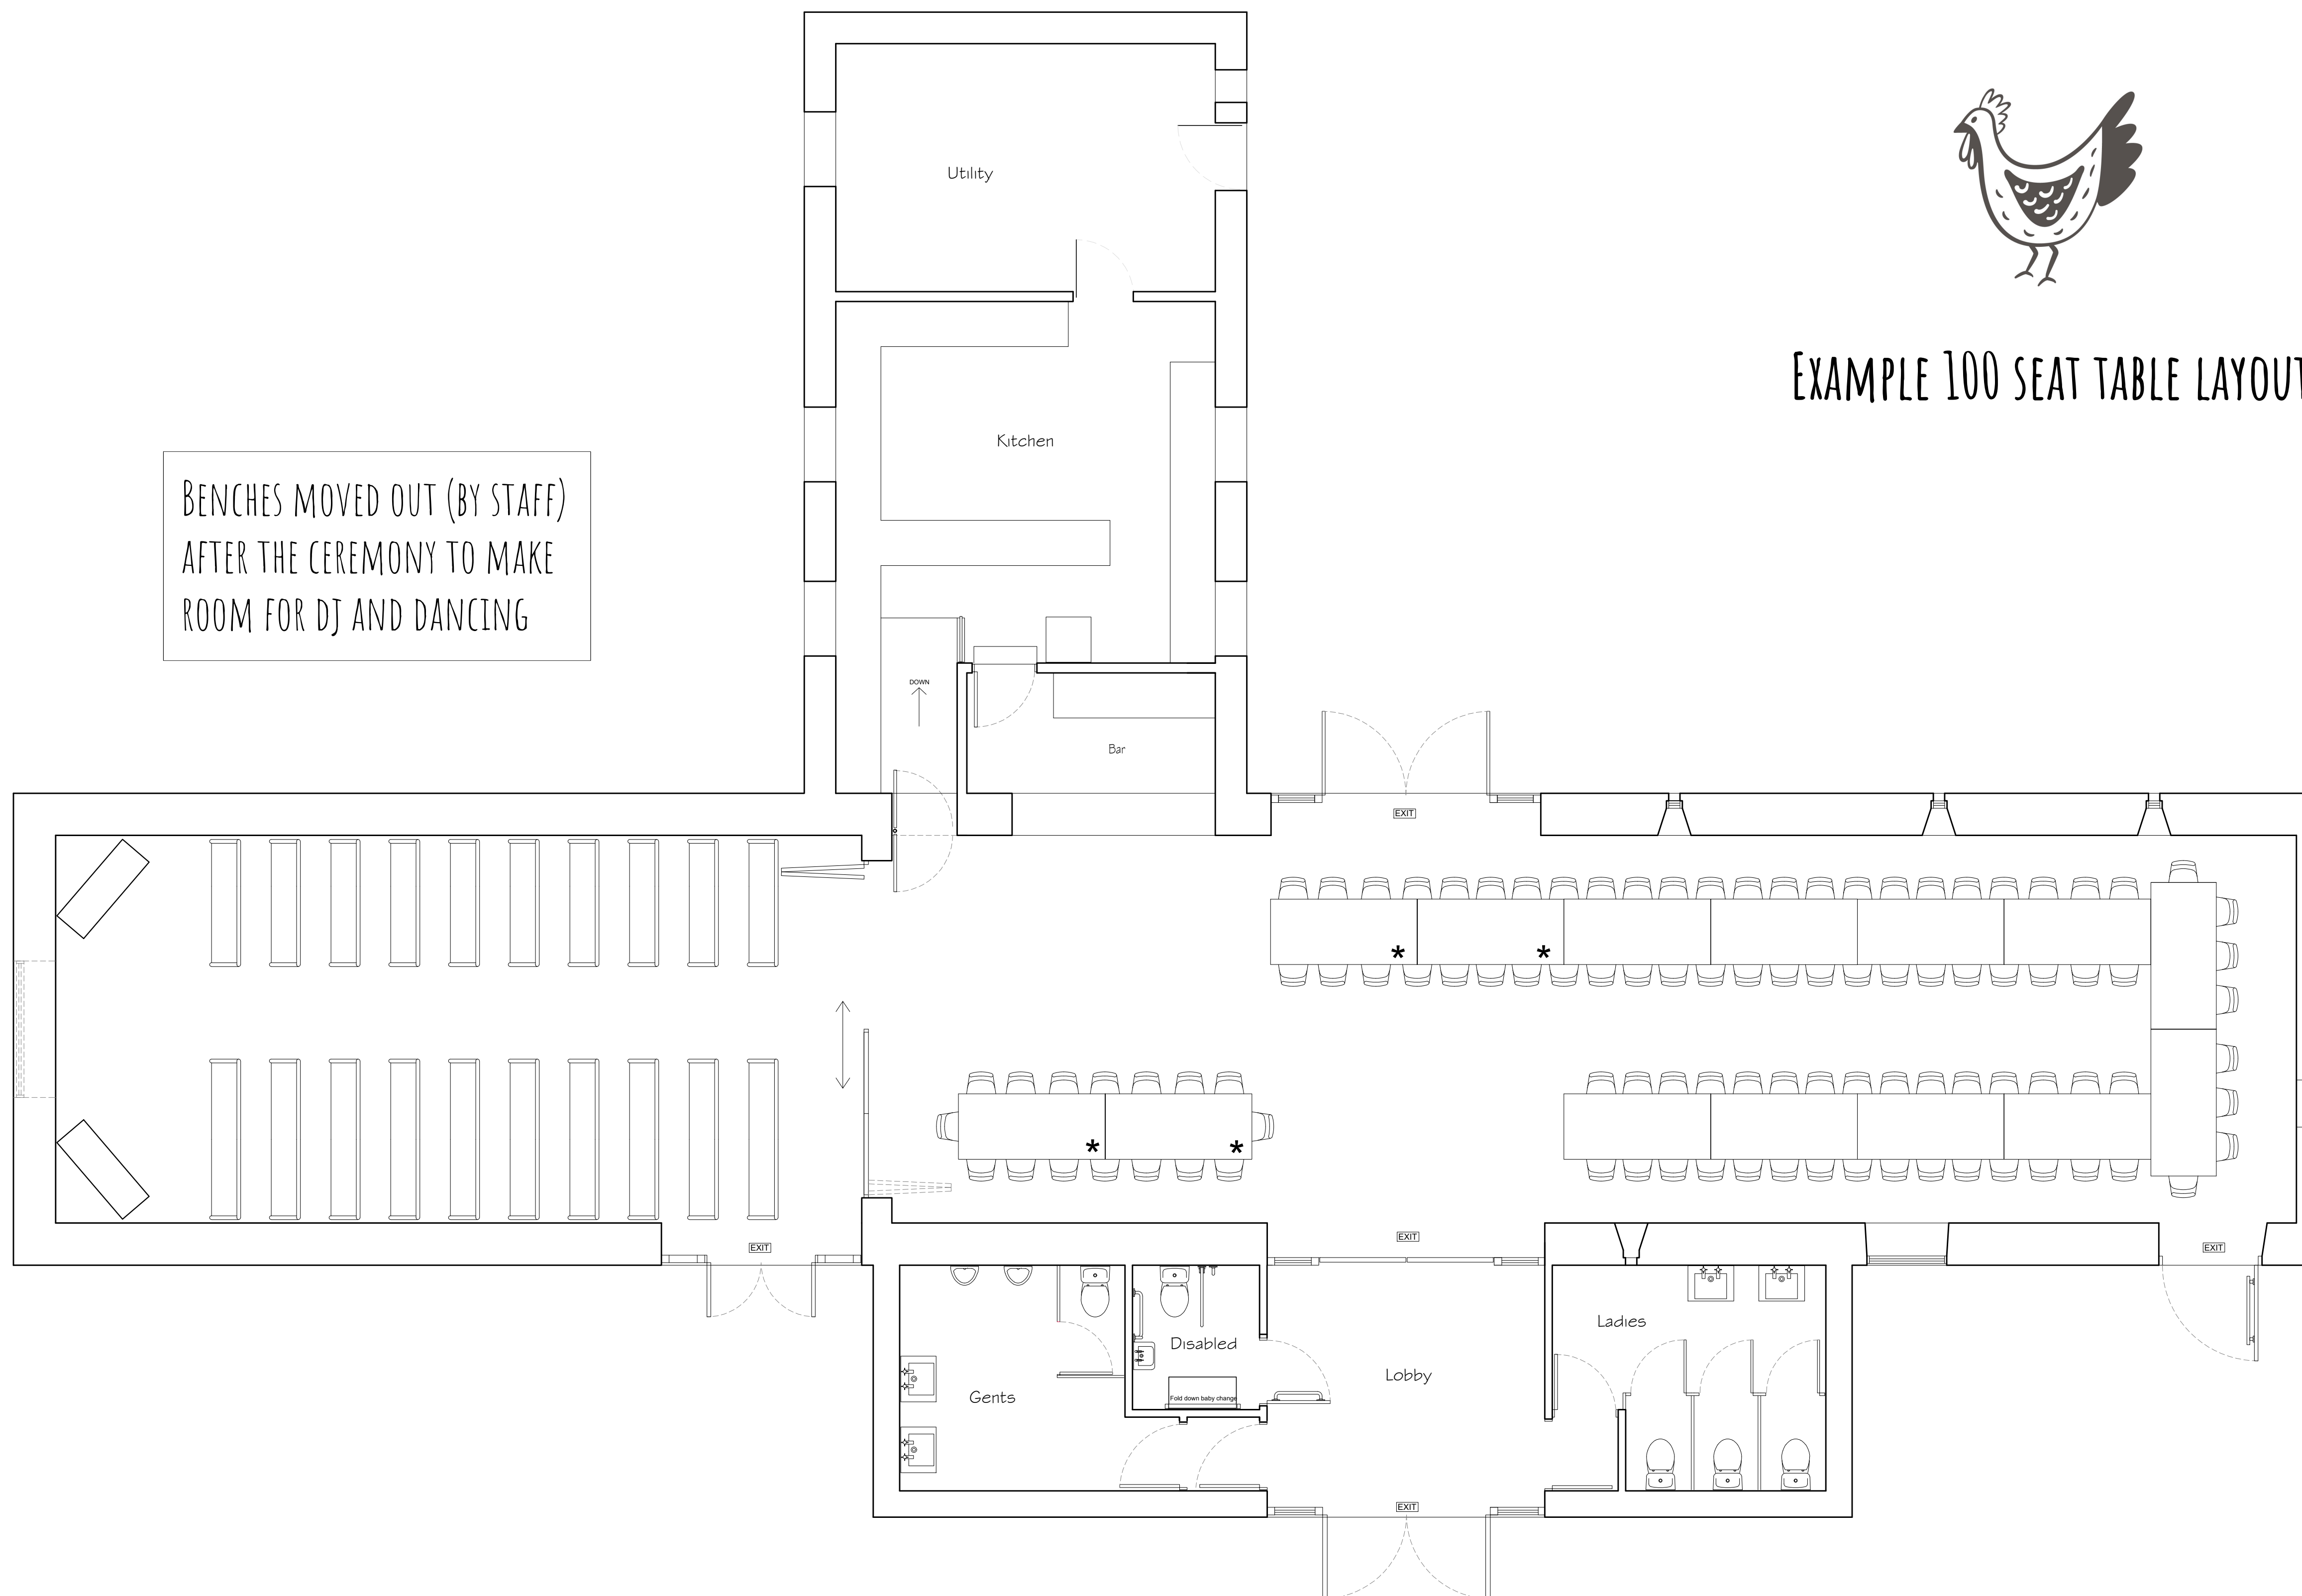 Utility
EXAMPLE 100 SEAT TABLE LAYOUT
Kitchen
BENCHES MOVED OUT (BY STAFF)
AFTER THE CEREMONY TO MAKE
ROOM FOR DJ AND DANCING
DOWN
Bar
EXIT
*
*
*
*
EXIT
EXIT
EXIT
Ladies
Disabled
Lobby
Gents
Fold down baby change
EXIT